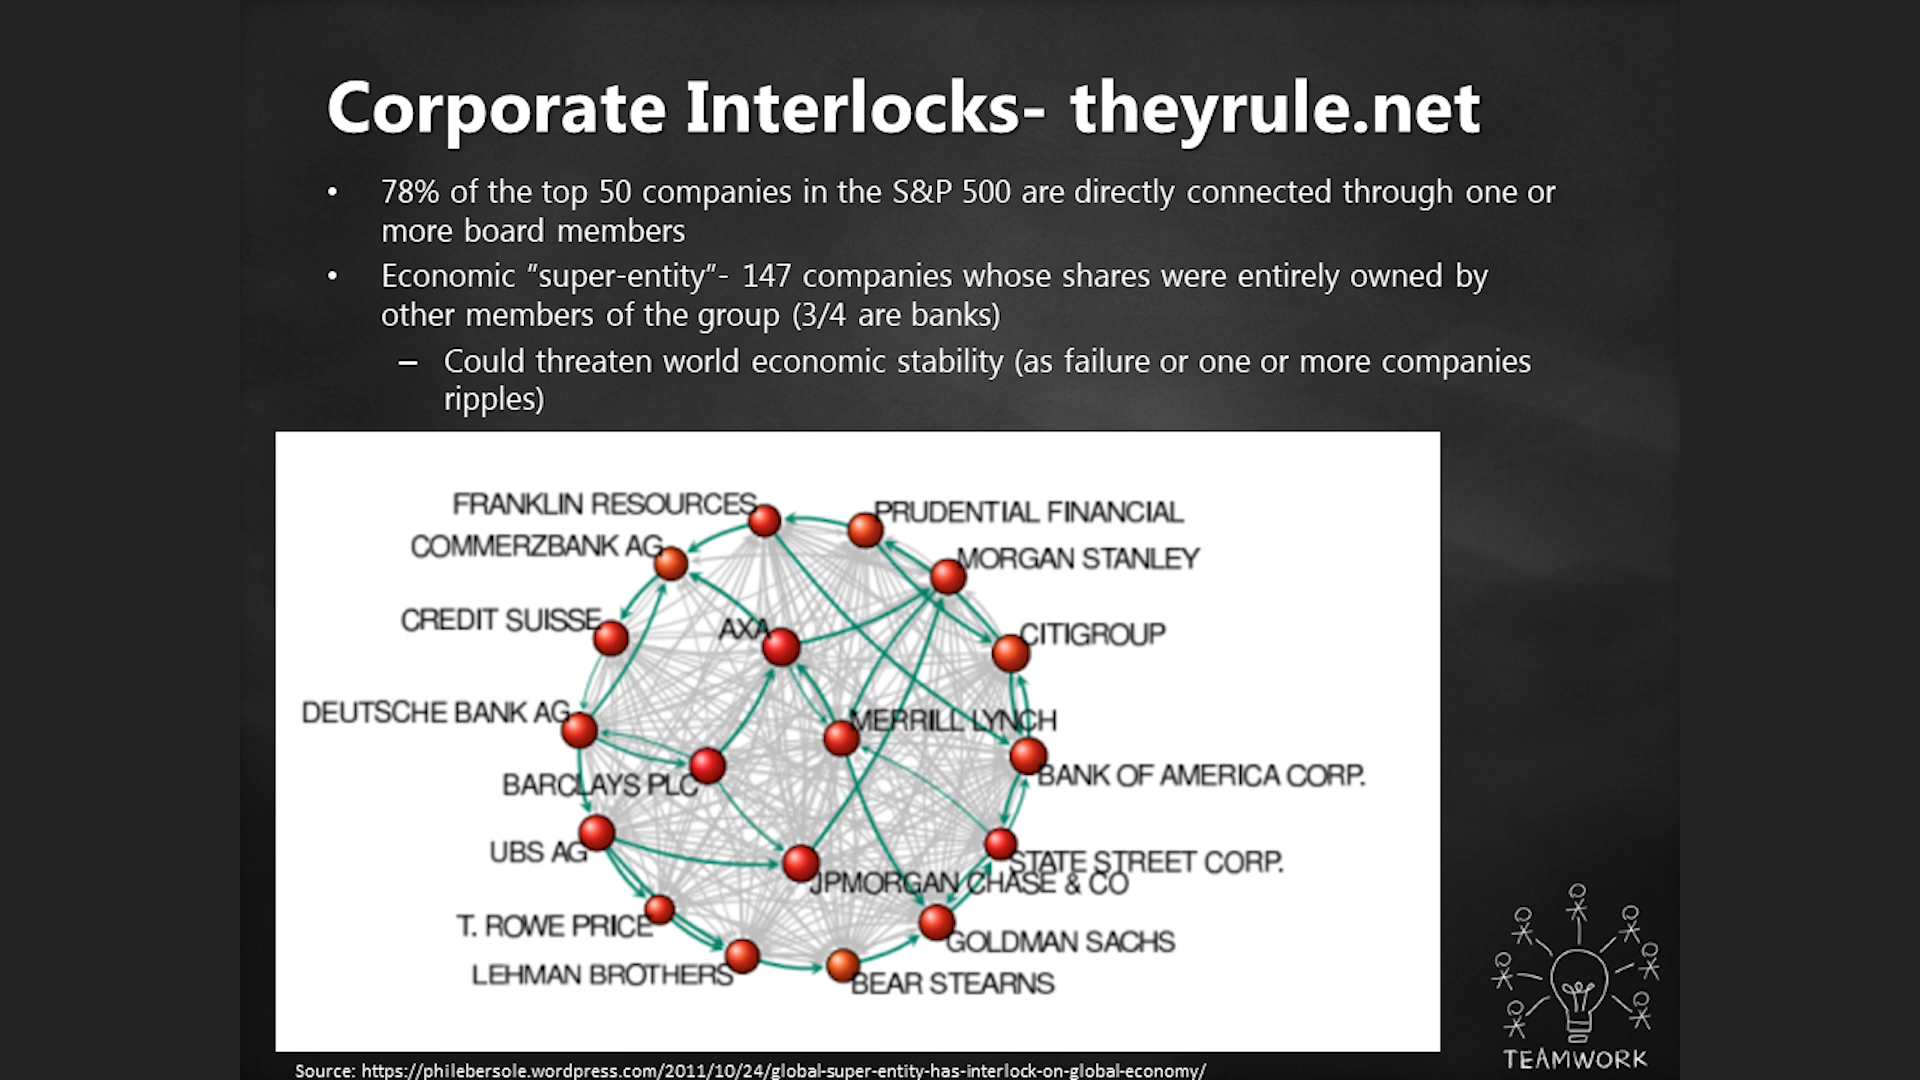 Corporate Interlocks- theyrule.net
• 78% of the top 50 companies in the S&P 500 are directly connected through one or
more board members
• Economic "super-entity"- 147 companies whose shares were entirely owned by
other members of the group (3/4 are banks)
– Could threaten world economic stability (as failure or one or more companies
ripples)
FRANKLIN RESOURCES
PRUDENTIAL FINANCIAL
COMMERZBANK AG
MORGAN STANLEY
CREDIT SUISSE
AXA
CITIGROUP
DEUTSCHE BANK AG
MERRILL LYNCH
BARCLAYS PLC
BANK OF AMERICA CORP.
UBS AG
STATE STREET CORP.
JPMORGAN CHASE & CO
T. ROWE PRICE
GOLDMAN SACHS
LEHMAN BROTHERS
BEAR STEARNS
TEAMWORK
Source: https://philebersole.wordpress.com/2011/10/24/global-super-entity-has-interlock-on-global-economy/